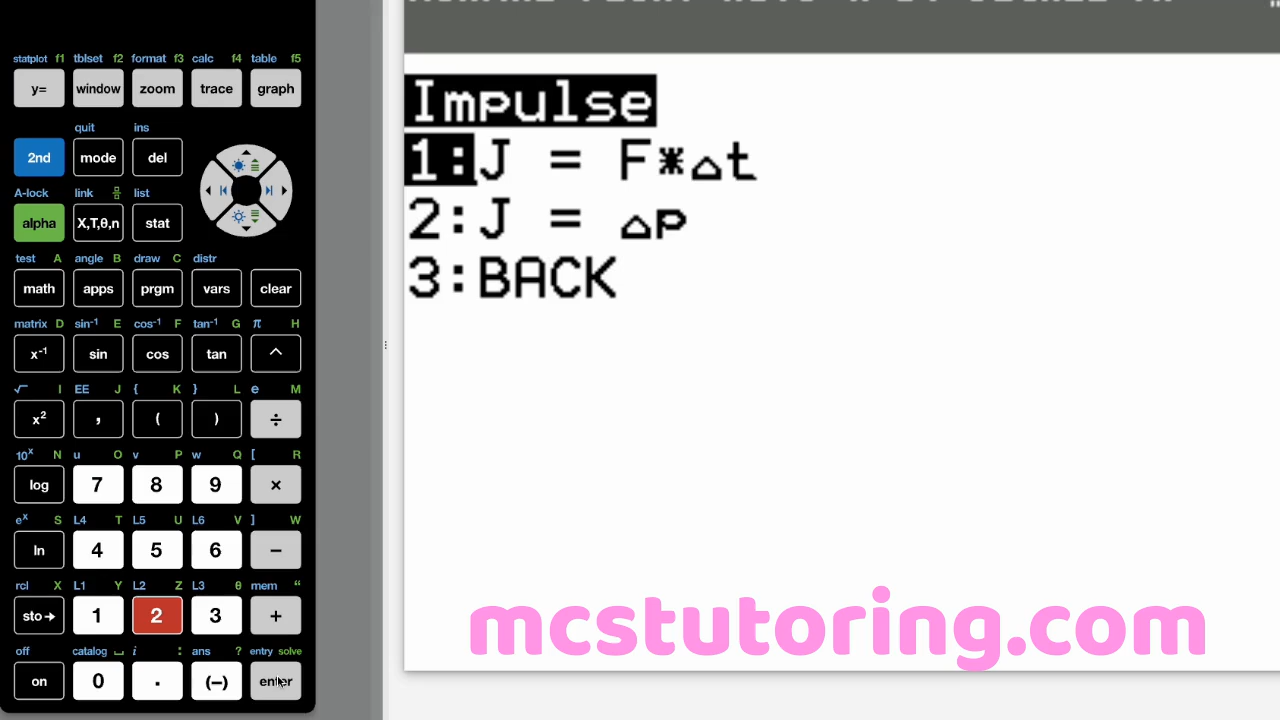 statplot f1 tblset f2 format f3 calc f4 table f5
y= window zoom trace graph
quit ins
2nd mode del
A-lock link list
alpha X,T,θ,n stat
test A angle B draw C distr
math apps prgm vars clear
matrix D sin-1 E cos-1 F tan-1 G π H
x-1 sin cos tan ^
√ I EE J { K } L e M
x2 , ( ) ÷
10x N u O v P w Q [ R
log 7 8 9 ×
ex S L4 T L5 U L6 V ] W
ln 4 5 6 −
rcl X L1 Y L2 Z L3 θ mem “
sto→ 1 2 3 +
off catalog i : ans ? entry solve
on 0 . (−) enter
Impulse
1:J = F*△t
2:J = △p
3:BACK
mcstutoring.com